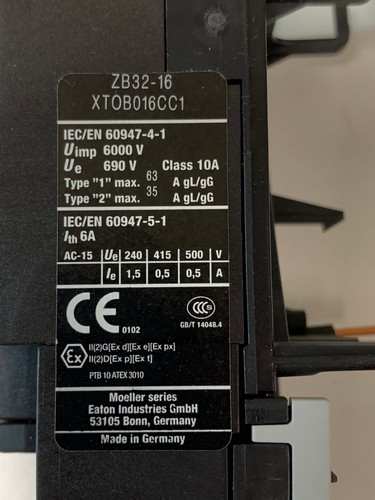 ZB32-16
XTOB016CC1
IEC/EN 60947-4-1
Uimp 6000 V
Ue 690 V Class 10A
Type "1" max. 63 A gL/gG
Type "2" max. 35 A gL/gG
IEC/EN 60947-5-1
Ith 6A
AC-15 Ue 240 415 500 V
Ie 1,5 0,5 0,5 A
CE 0102
CCC S
GB/T 14048.4
Ex II(2)G[Ex d][Ex e][Ex px]
II(2)D[Ex p][Ex t]
PTB 10 ATEX 3010
Moeller series
Eaton Industries GmbH
53105 Bonn, Germany
Made in Germany